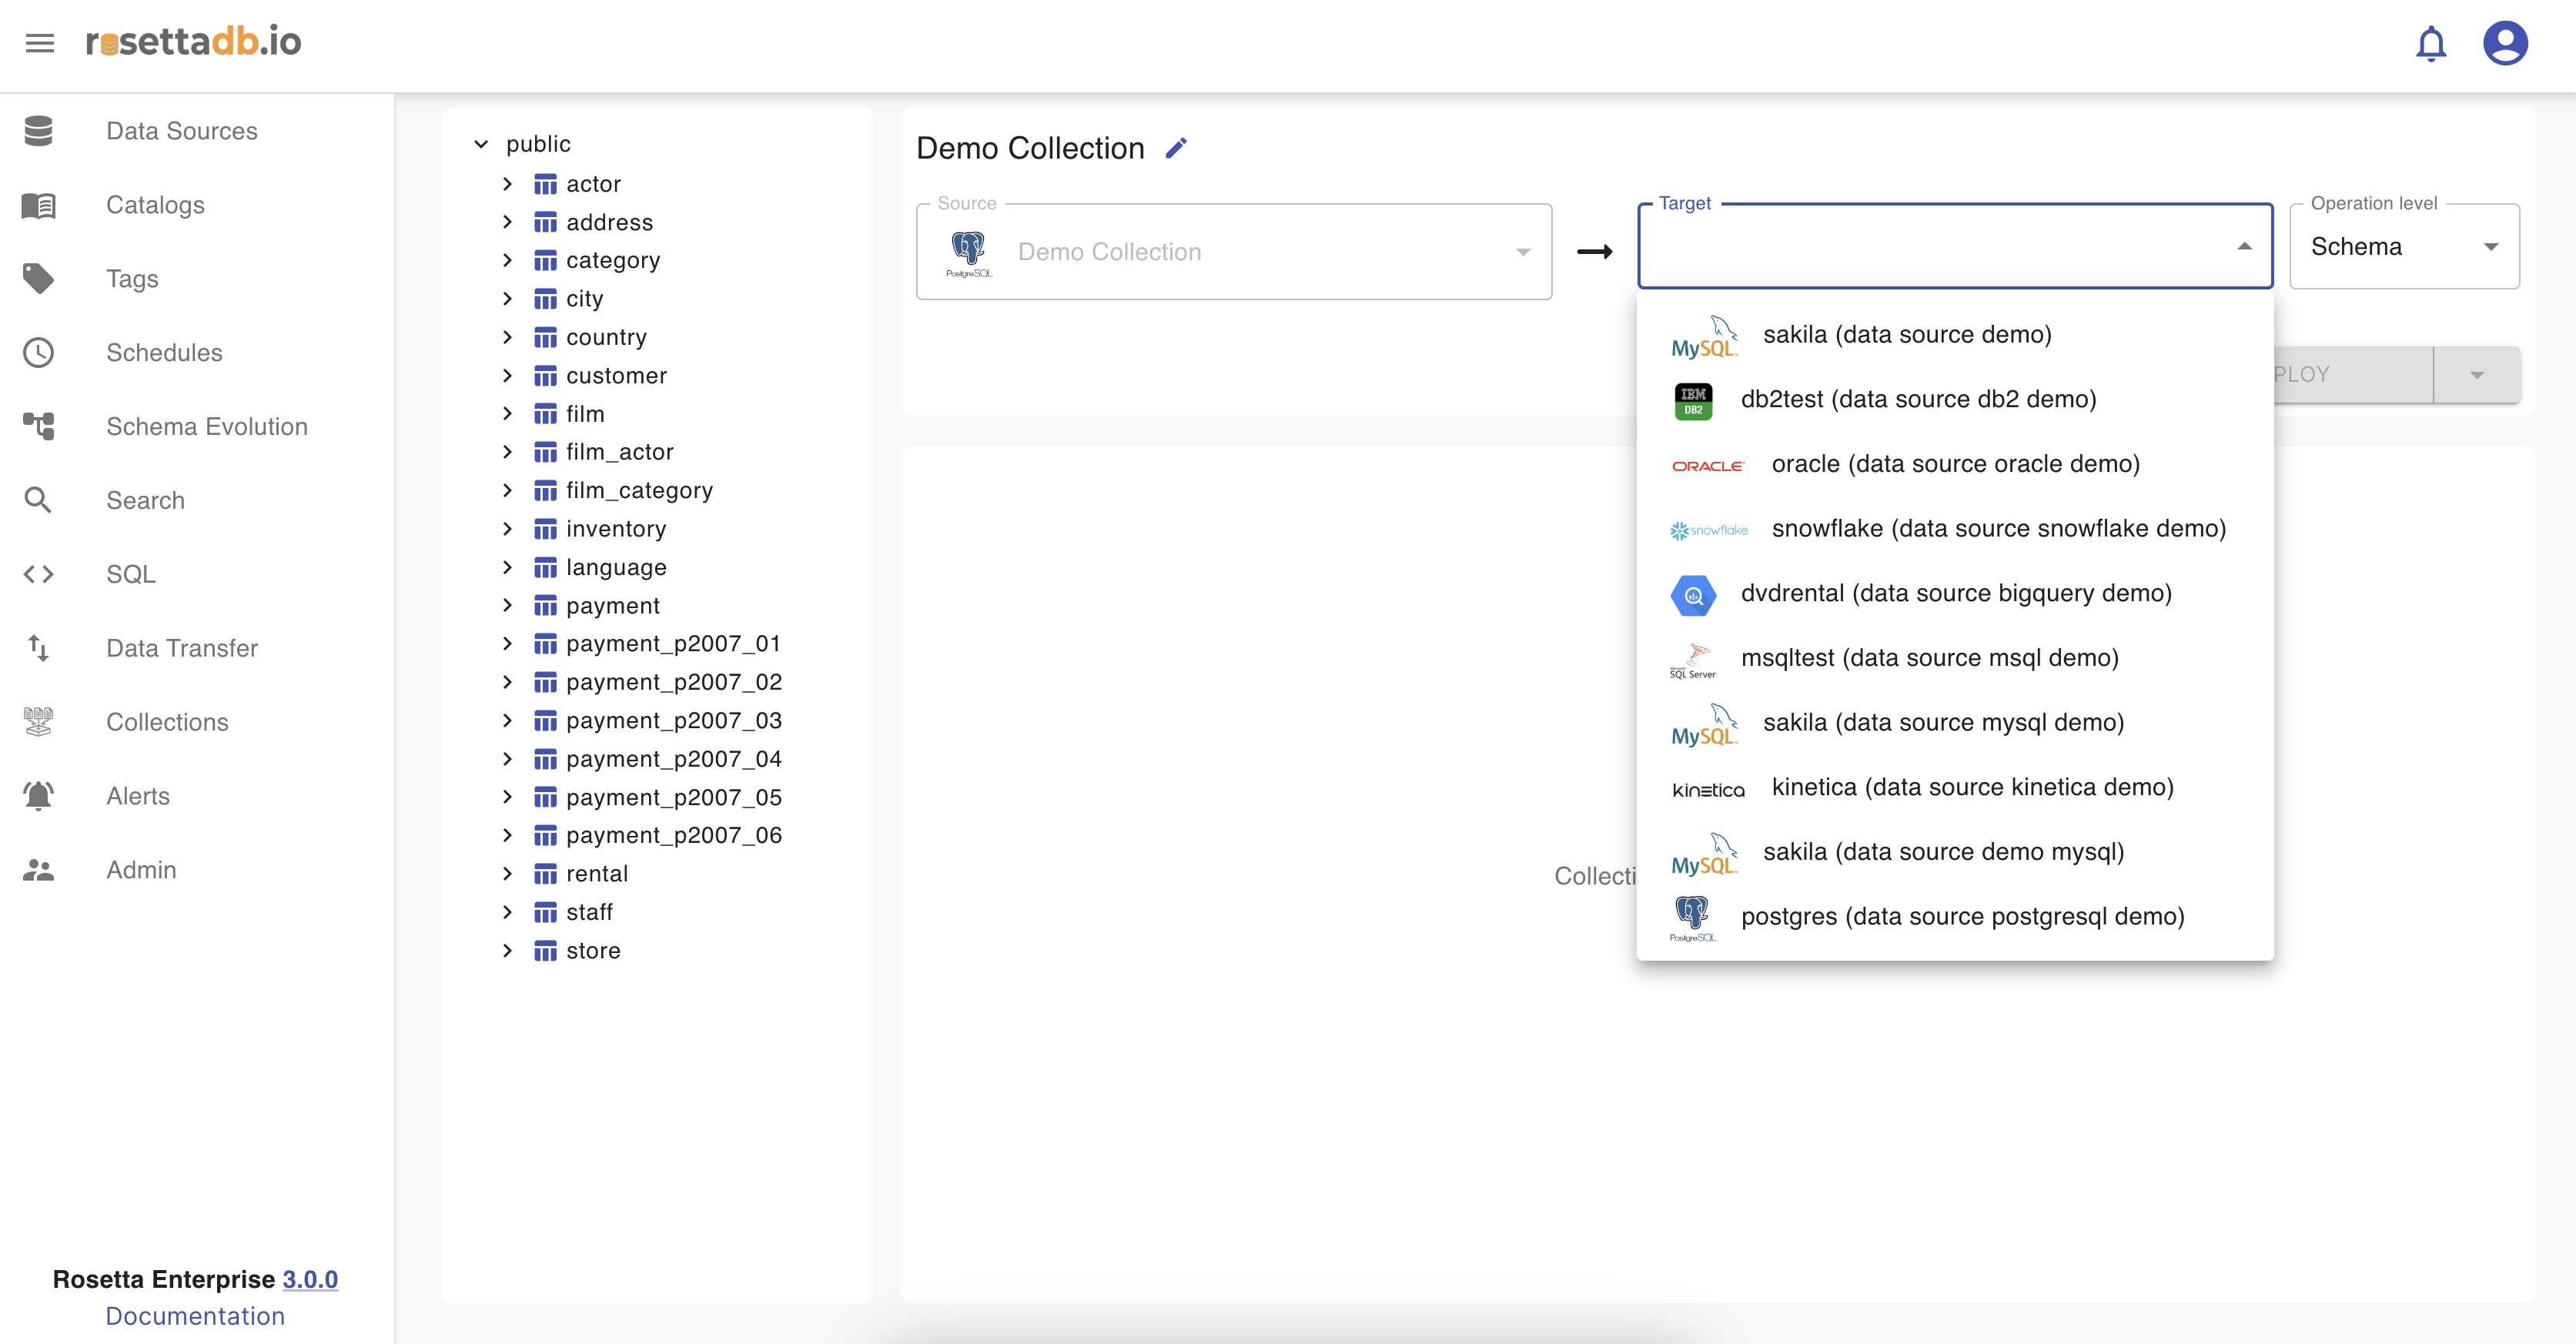 rosettadb.io
Data Sources
Catalogs
Tags
Schedules
Schema Evolution
Search
SQL
Data Transfer
Collections
Alerts
Admin
Rosetta Enterprise 3.0.0
Documentation
public
actor
address
category
city
country
customer
film
film_actor
film_category
inventory
language
payment
payment_p2007_01
payment_p2007_02
payment_p2007_03
payment_p2007_04
payment_p2007_05
payment_p2007_06
rental
staff
store
Demo Collection
Source
PostgreSQL Demo Collection
Target
Operation level
Schema
PLOY
Collecti
MySQL sakila (data source demo)
IBM DB2 db2test (data source db2 demo)
ORACLE oracle (data source oracle demo)
snowflake snowflake (data source snowflake demo)
dvdrental (data source bigquery demo)
SQL Server msqltest (data source msql demo)
MySQL sakila (data source mysql demo)
kinetica kinetica (data source kinetica demo)
MySQL sakila (data source demo mysql)
PostgreSQL postgres (data source postgresql demo)